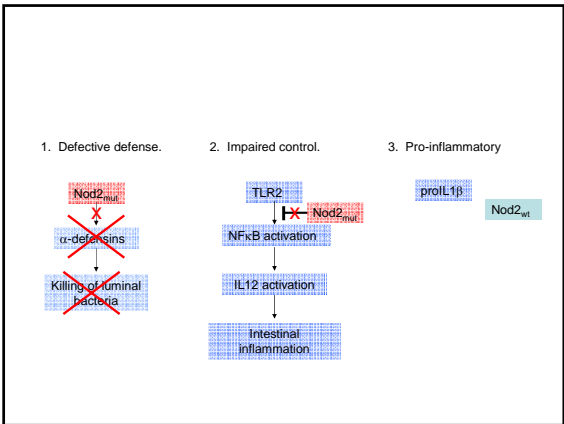 1. Defective defense.
2. Impaired control.
3. Pro-inflammatory
Nod2mut
X
α-defensins
Killing of luminal
bacteria
TLR2
X
Nod2mut
NFκB activation
IL12 activation
Intestinal
inflammation
proIL1β
Nod2wt